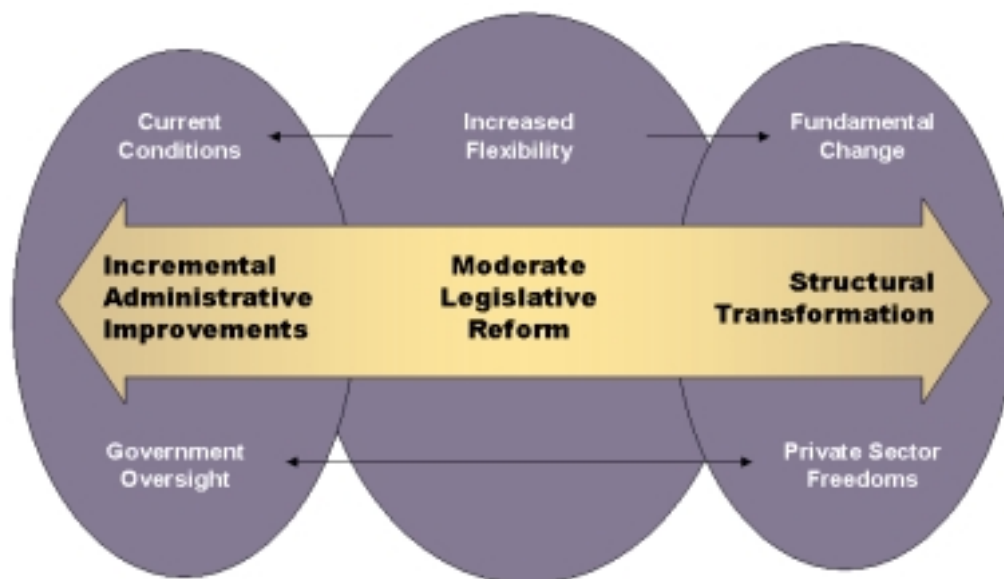 Current
Conditions
Increased
Flexibility
Fundamental
Change
Incremental
Administrative
Improvements
Moderate
Legislative
Reform
Structural
Transformation
Government
Oversight
Private Sector
Freedoms